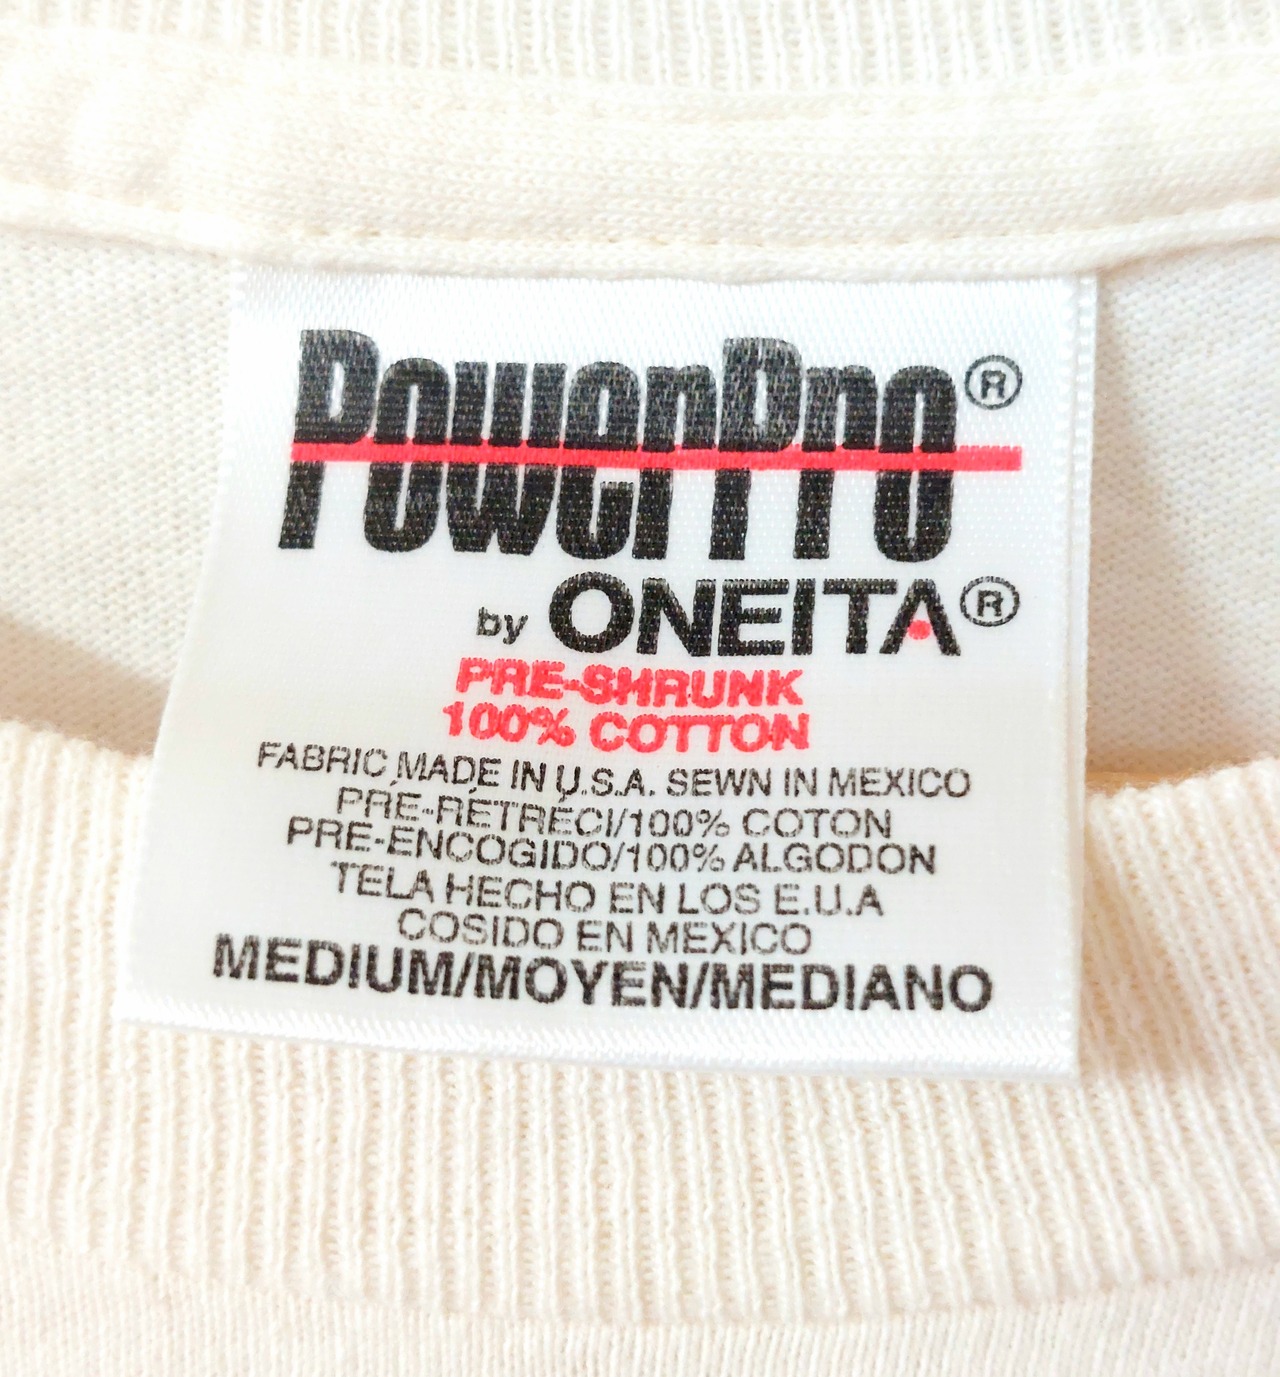 PowerPro®
by ONEITA®
PRE-SHRUNK
100% COTTON
FABRIC MADE IN U.S.A. SEWN IN MEXICO
PRÉ-RÉTRÉCI/100% COTON
PRE-ENCOGIDO/100% ALGODON
TELA HECHO EN LOS E.U.A
COSIDO EN MEXICO
MEDIUM/MOYEN/MEDIANO